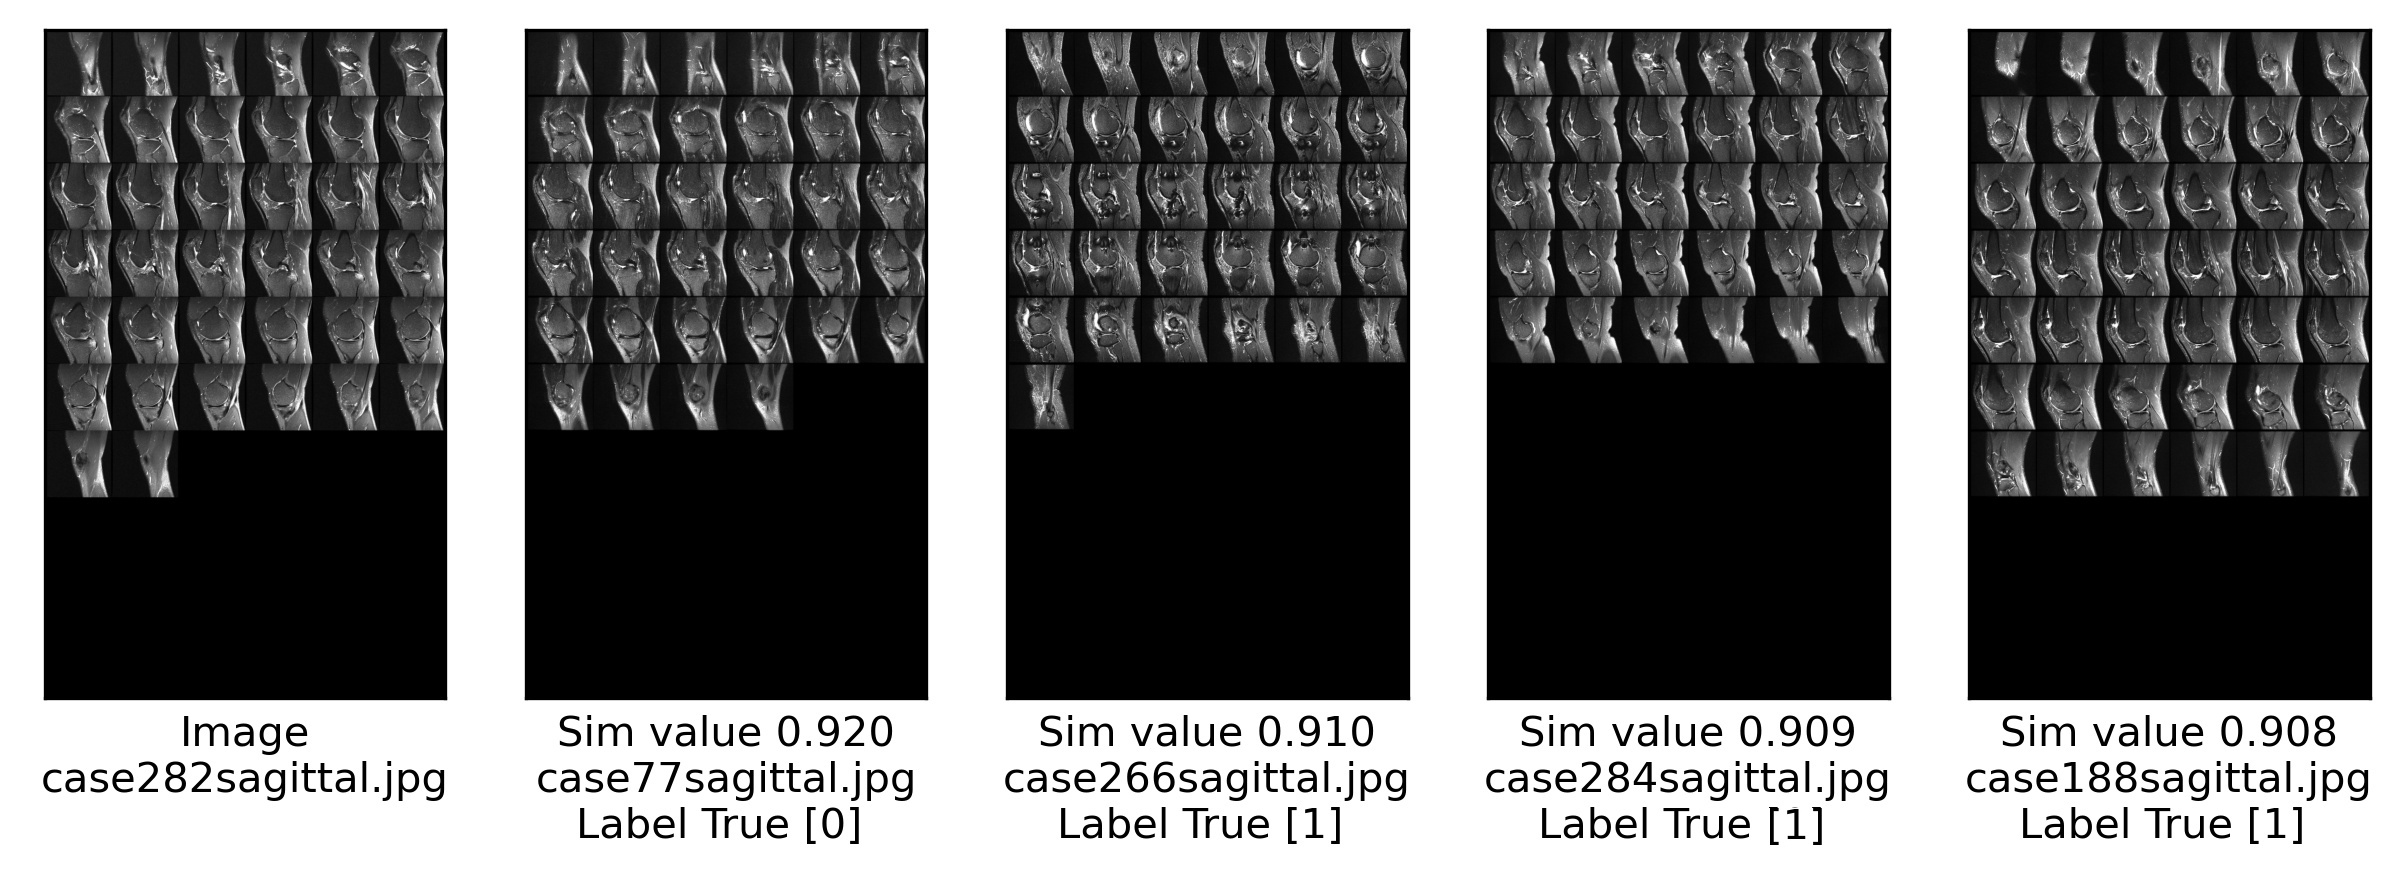 Image
case282sagittal.jpg
Sim value 0.920
case77sagittal.jpg
Label True [0]
Sim value 0.910
case266sagittal.jpg
Label True [1]
Sim value 0.909
case284sagittal.jpg
Label True [1]
Sim value 0.908
case188sagittal.jpg
Label True [1]